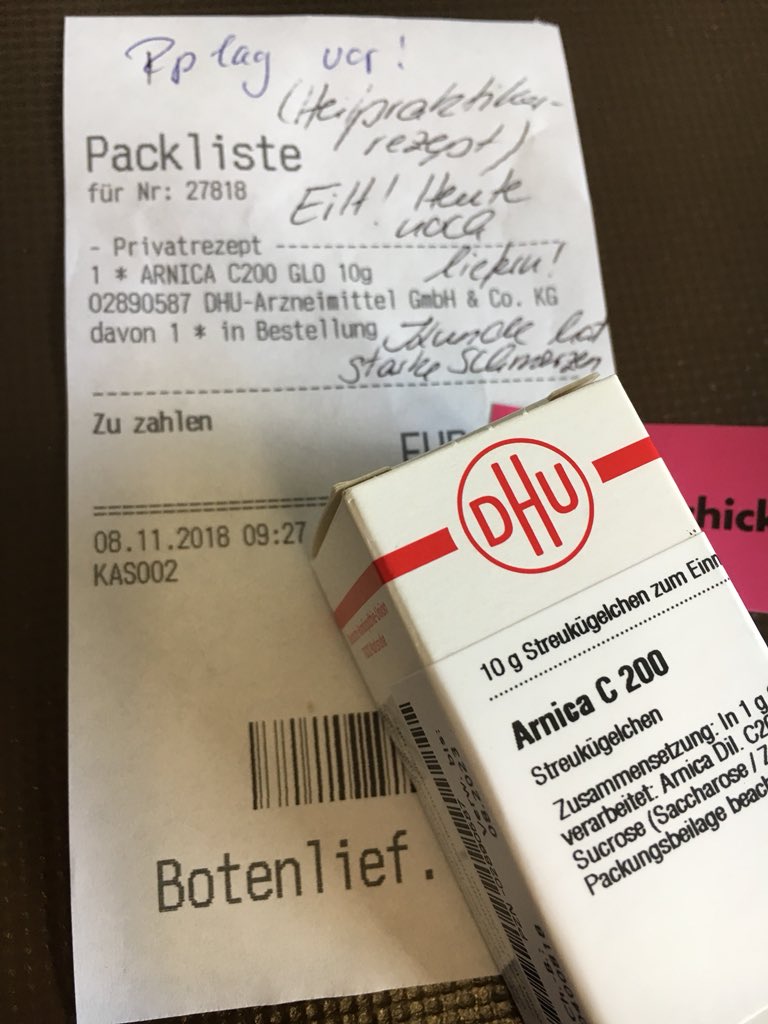 Rp lag vor!
(Heilpraktiker-
rezept)
Packliste
für Nr: 27818
Eilt! Heute
noch
liefern!
- Privatrezept
1 * ARNICA C200 GLO 10g
02890587 DHU-Arzneimittel GmbH & Co. KG
davon 1 * in Bestellung
Kunde hat
starke Schmerzen
Zu zahlen
EUR
08.11.2018 09:27
KAS002
Botenlief.
DHU
10 g Streukügelchen zum Einn
Arnica C 200
Streukügelchen
Zusammensetzung: In 1 g
verarbeitet: Arnica Dil. C20
Sucrose (Saccharose / Z
Packungsbeilage beach
hick